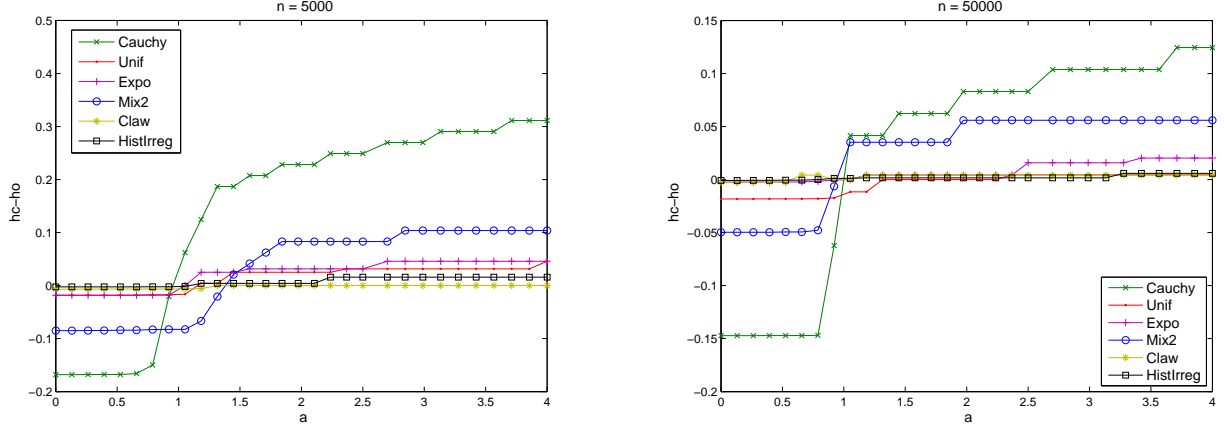 n = 5000
0.5
0.4
0.3
0.2
0.1
0
−0.1
−0.2
hc−ho
0
0.5
1
1.5
2
2.5
3
3.5
4
a
Cauchy
Unif
Expo
Mix2
Claw
HistIrreg
n = 50000
0.15
0.1
0.05
0
−0.05
−0.1
−0.15
−0.2
hc−ho
0
0.5
1
1.5
2
2.5
3
3.5
4
a
Cauchy
Unif
Expo
Mix2
Claw
HistIrreg